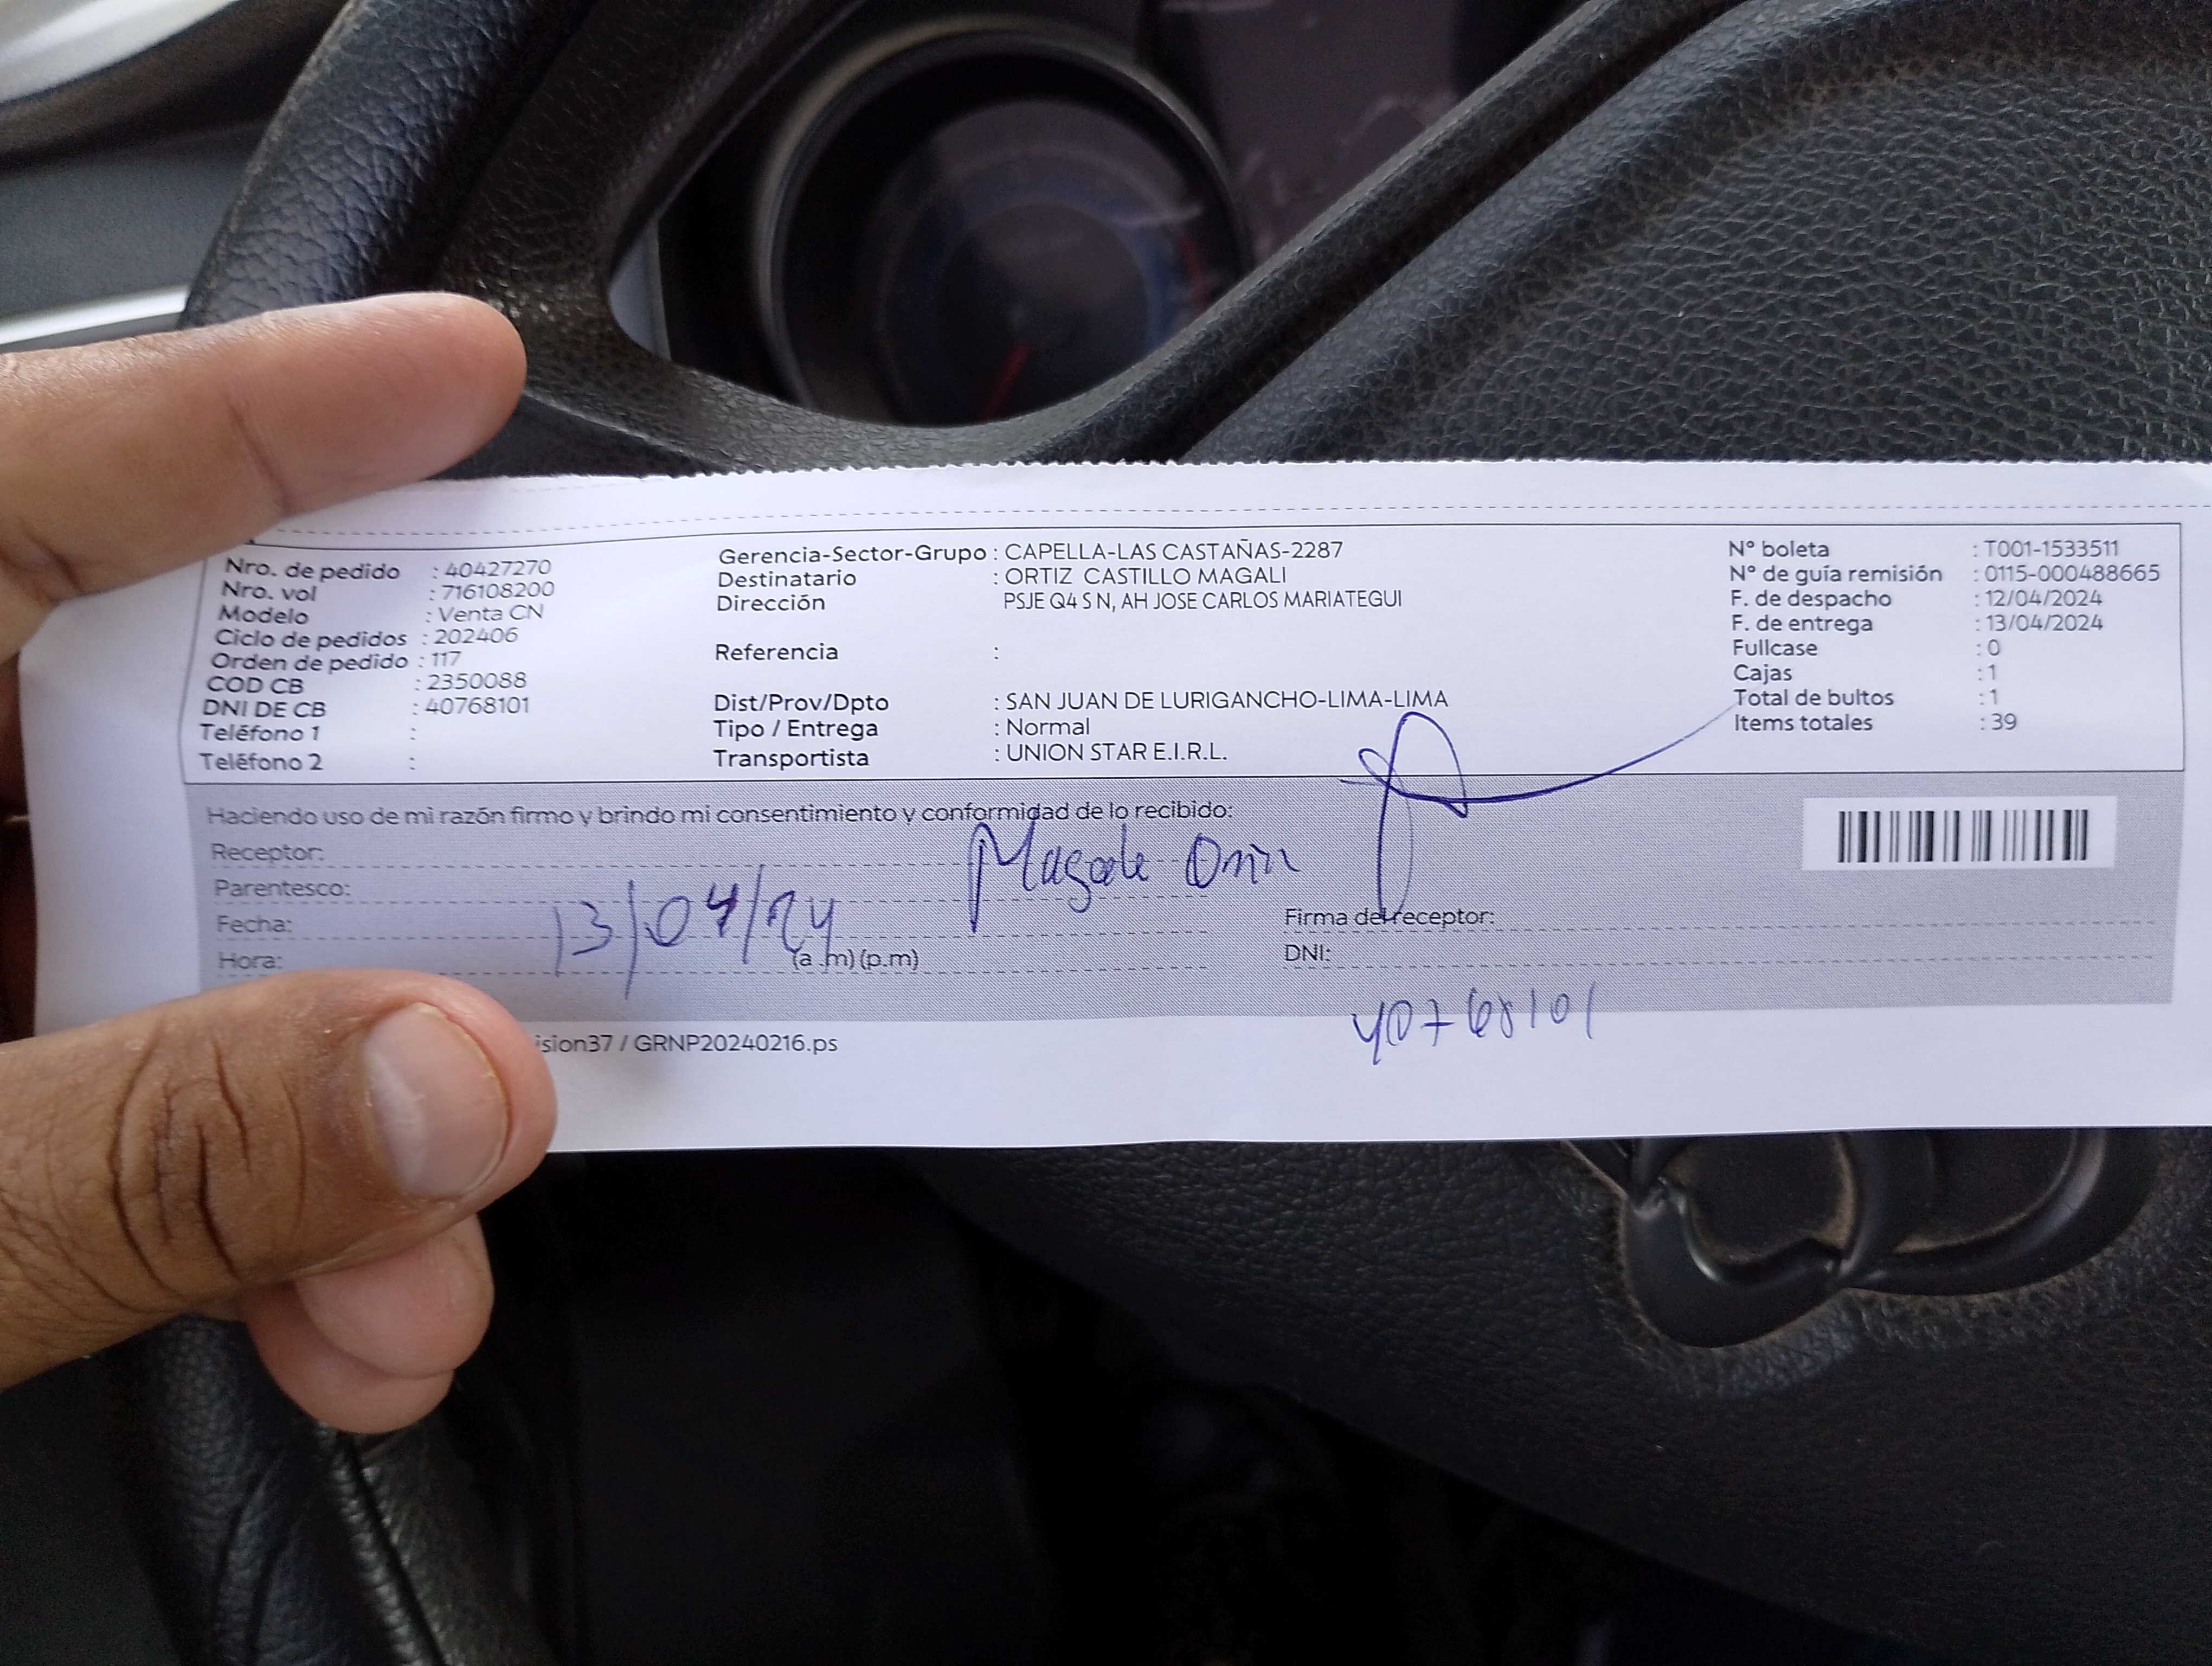 Nro. de pedido : 40427270
Nro. vol : 716108200
Modelo : Venta CN
Ciclo de pedidos : 202406
Orden de pedido : 117
COD CB : 2350088
DNI DE CB : 40768101
Teléfono 1 :
Teléfono 2 :
Gerencia-Sector-Grupo : CAPELLA-LAS CASTAÑAS-2287
Destinatario : ORTIZ CASTILLO MAGALI
Dirección PSJE Q4 S N, AH JOSE CARLOS MARIATEGUI
Referencia :
Dist/Prov/Dpto : SAN JUAN DE LURIGANCHO-LIMA-LIMA
Tipo / Entrega : Normal
Transportista : UNION STAR E.I.R.L.
N° boleta : T001-1533511
N° de guía remisión : 0115-000488665
F. de despacho : 12/04/2024
F. de entrega : 13/04/2024
Fullcase : 0
Cajas : 1
Total de bultos : 1
Items totales : 39
Haciendo uso de mi razón firmo y brindo mi consentimiento y conformidad de lo recibido:
Receptor:
Parentesco:
Fecha: 13/04/24
Hora: (a .m) (p.m)
Firma del receptor:
DNI:
40768101
ision37 / GRNP20240216.ps